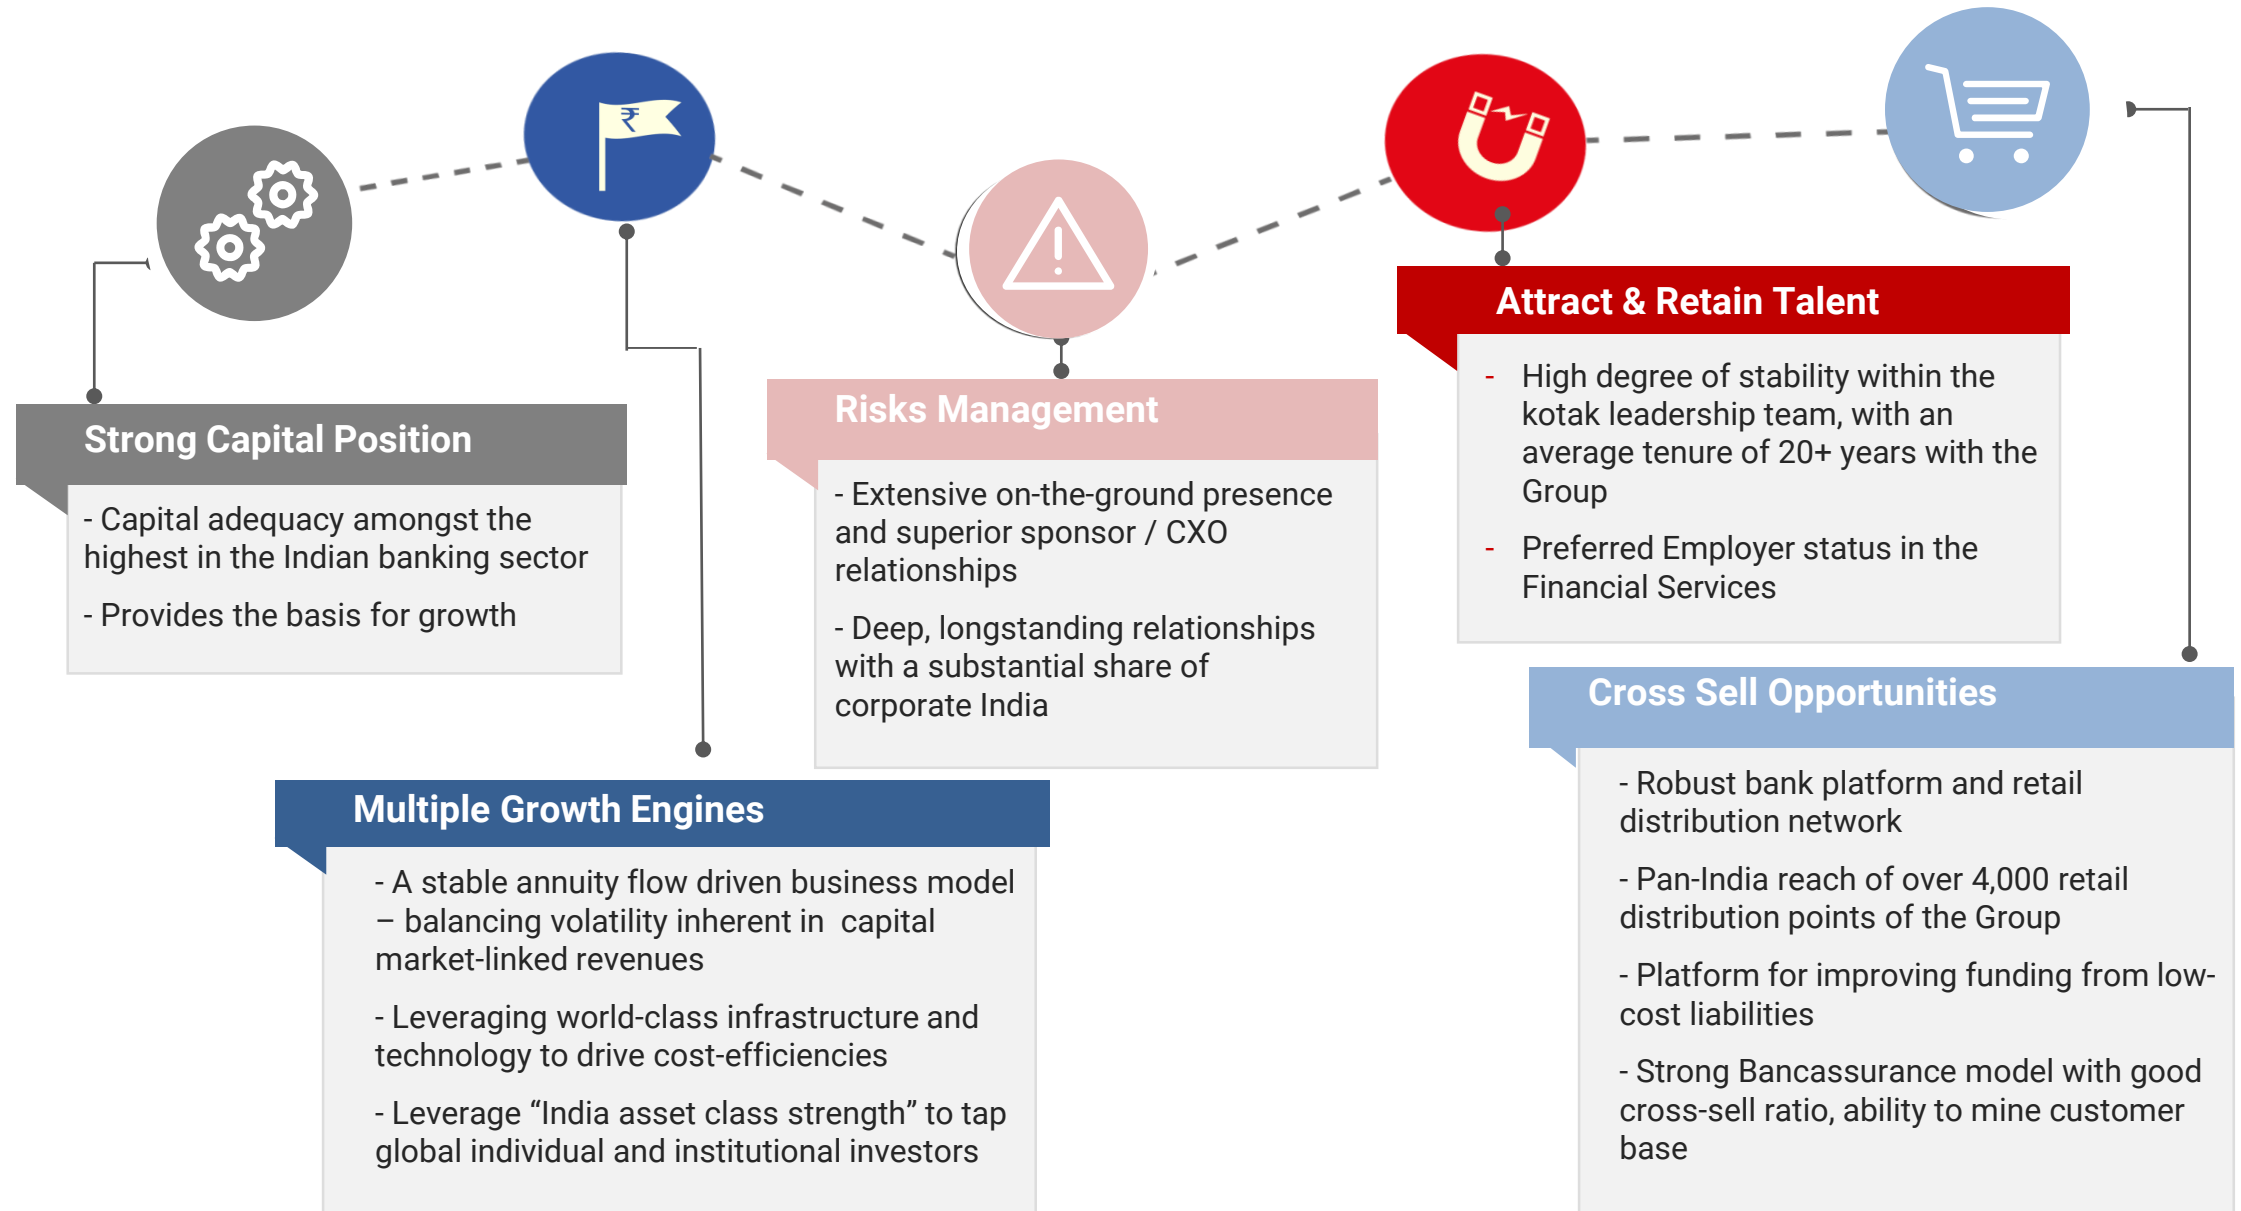 ₹
Strong Capital Position
- Capital adequacy amongst the
highest in the Indian banking sector
- Provides the basis for growth
Multiple Growth Engines
- A stable annuity flow driven business model
– balancing volatility inherent in  capital
market-linked revenues
- Leveraging world-class infrastructure and
technology to drive cost-efficiencies
- Leverage “India asset class strength” to tap
global individual and institutional investors
Risks Management
- Extensive on-the-ground presence
and superior sponsor / CXO
relationships
- Deep, longstanding relationships
with a substantial share of
corporate India
Attract & Retain Talent
- High degree of stability within the
kotak leadership team, with an
average tenure of 20+ years with the
Group
- Preferred Employer status in the
Financial Services
Cross Sell Opportunities
- Robust bank platform and retail
distribution network
- Pan-India reach of over 4,000 retail
distribution points of the Group
- Platform for improving funding from low-
cost liabilities
- Strong Bancassurance model with good
cross-sell ratio, ability to mine customer
base